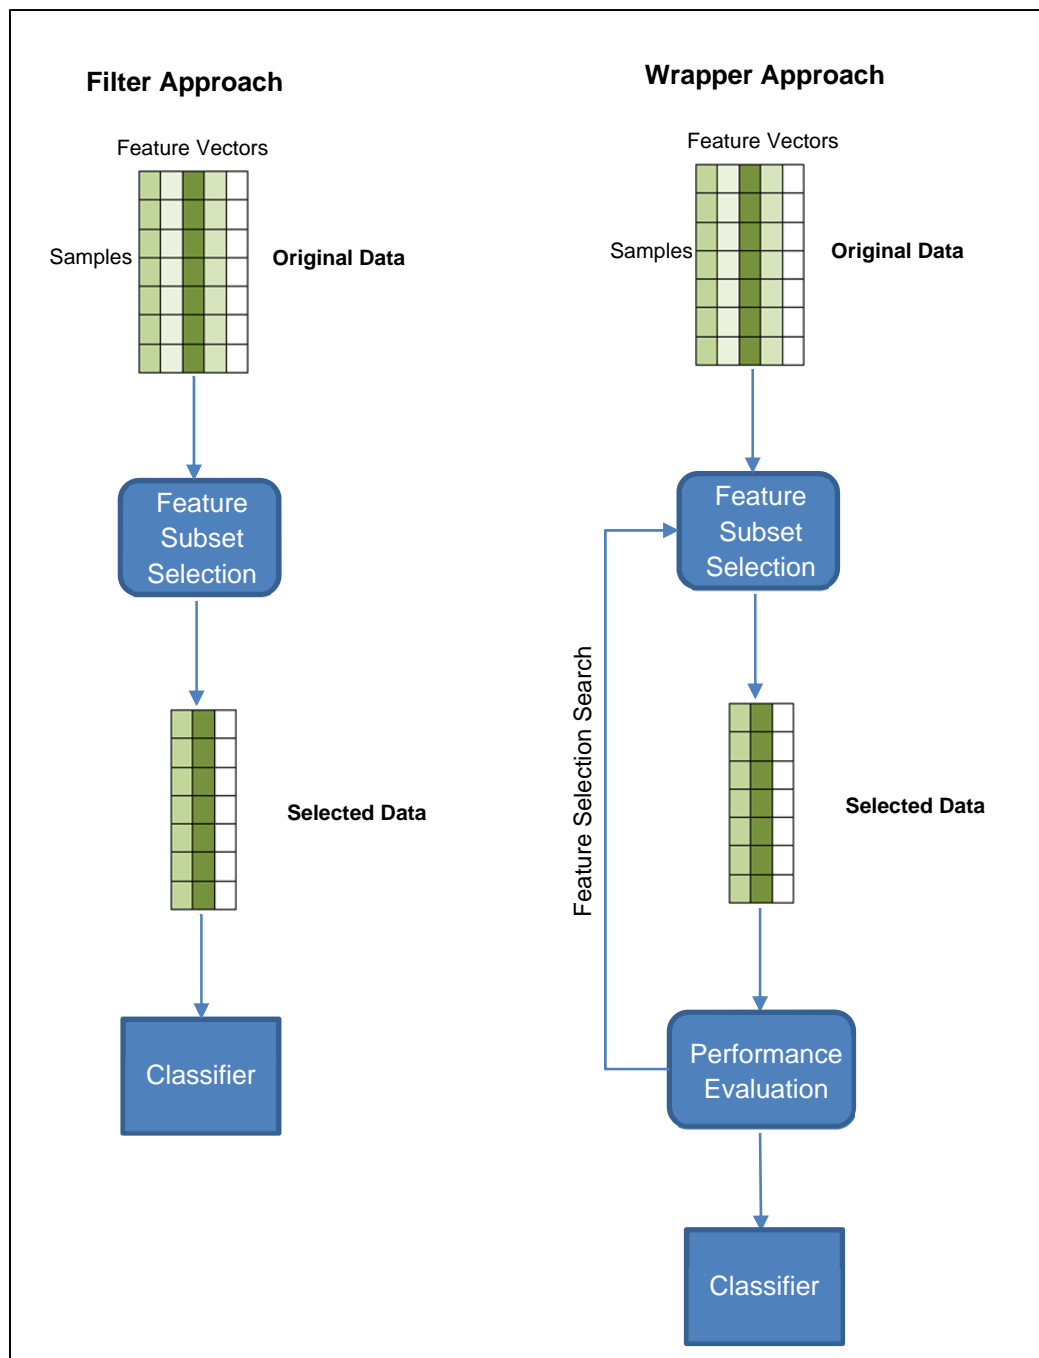 Filter Approach
Feature Vectors
Samples
Original Data
Feature
Subset
Selection
Selected Data
Classifier
Wrapper Approach
Feature Vectors
Samples
Original Data
Feature
Subset
Selection
Feature Selection Search
Selected Data
Performance
Evaluation
Classifier